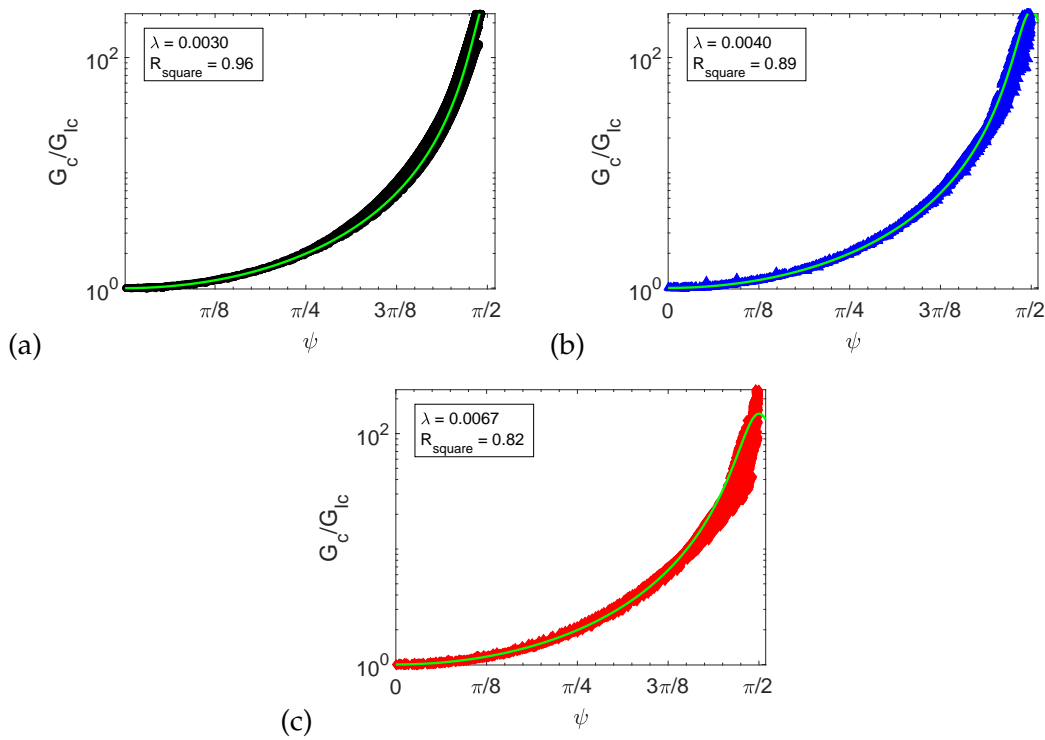 λ = 0.0030
R_square = 0.96
10^2
10^0
G_c/G_Ic
π/8 π/4 3π/8 π/2
ψ
(a)
λ = 0.0040
R_square = 0.89
10^2
10^0
G_c/G_Ic
0 π/8 π/4 3π/8 π/2
ψ
(b)
λ = 0.0067
R_square = 0.82
10^2
10^0
G_c/G_Ic
0 π/8 π/4 3π/8 π/2
ψ
(c)